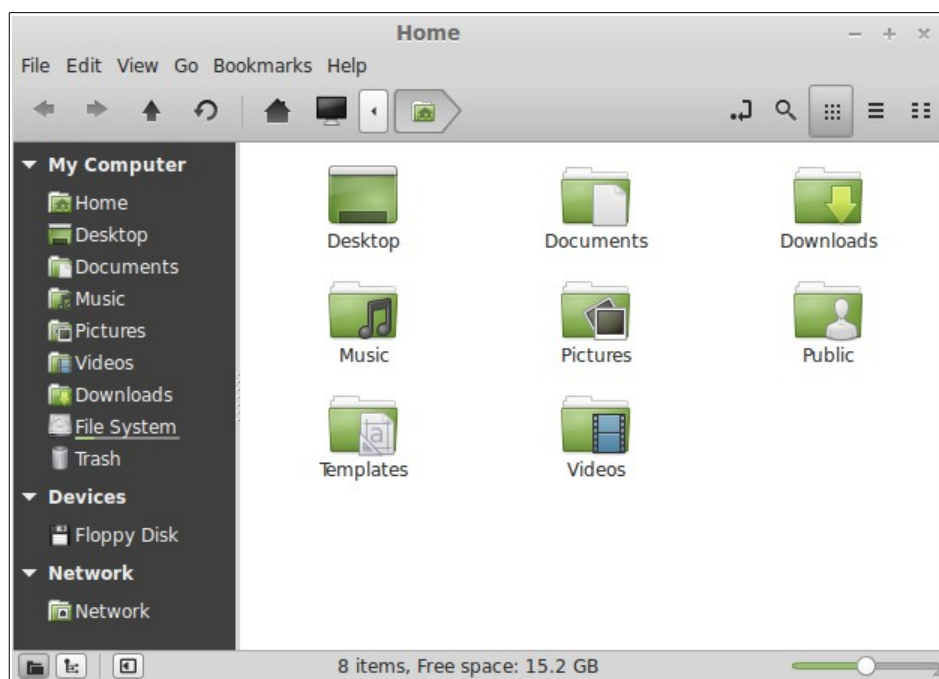 Home
File Edit View Go Bookmarks Help
My Computer
Home
Desktop
Documents
Music
Pictures
Videos
Downloads
File System
Trash
Devices
Floppy Disk
Network
Network
Desktop Documents Downloads
Music Pictures Public
a
Templates Videos
8 items, Free space: 15.2 GB